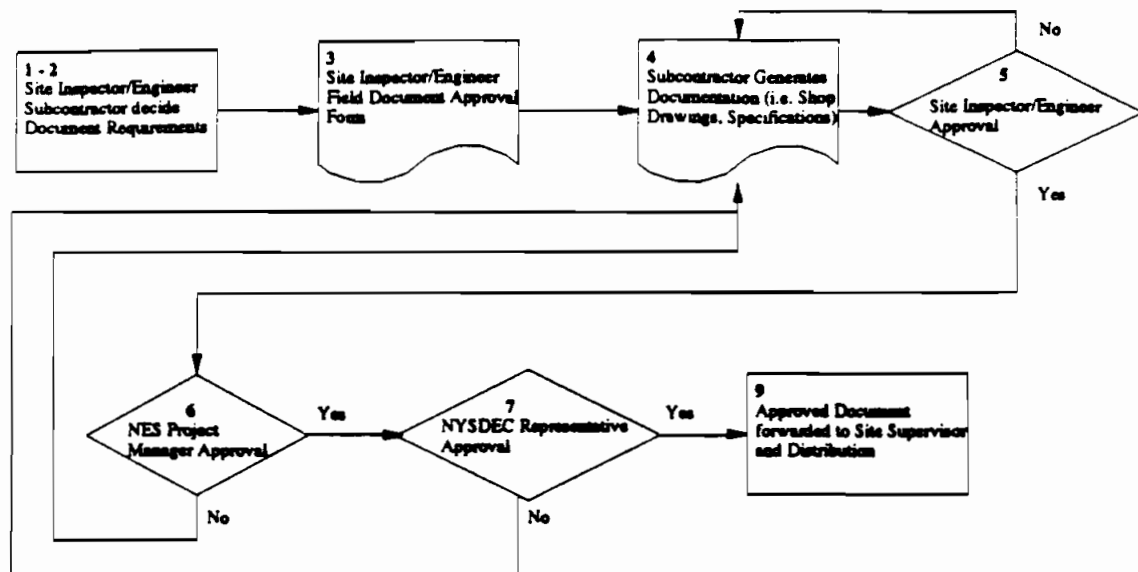 1 - 2
Site Inspector/Engineer
Subcontractor decide
Document Requirements
3
Site Inspector/Engineer
Field Document Approval
Form
4
Subcontractor Generates
Documentation (i.e. Shop
Drawings, Specifications)
No
5
Site Inspector/Engineer
Approval
Yes
6
NES Project
Manager Approval
Yes
No
7
NYSDEC Representative
Approval
Yes
No
9
Approved Document
forwarded to Site Supervisor
and Distribution